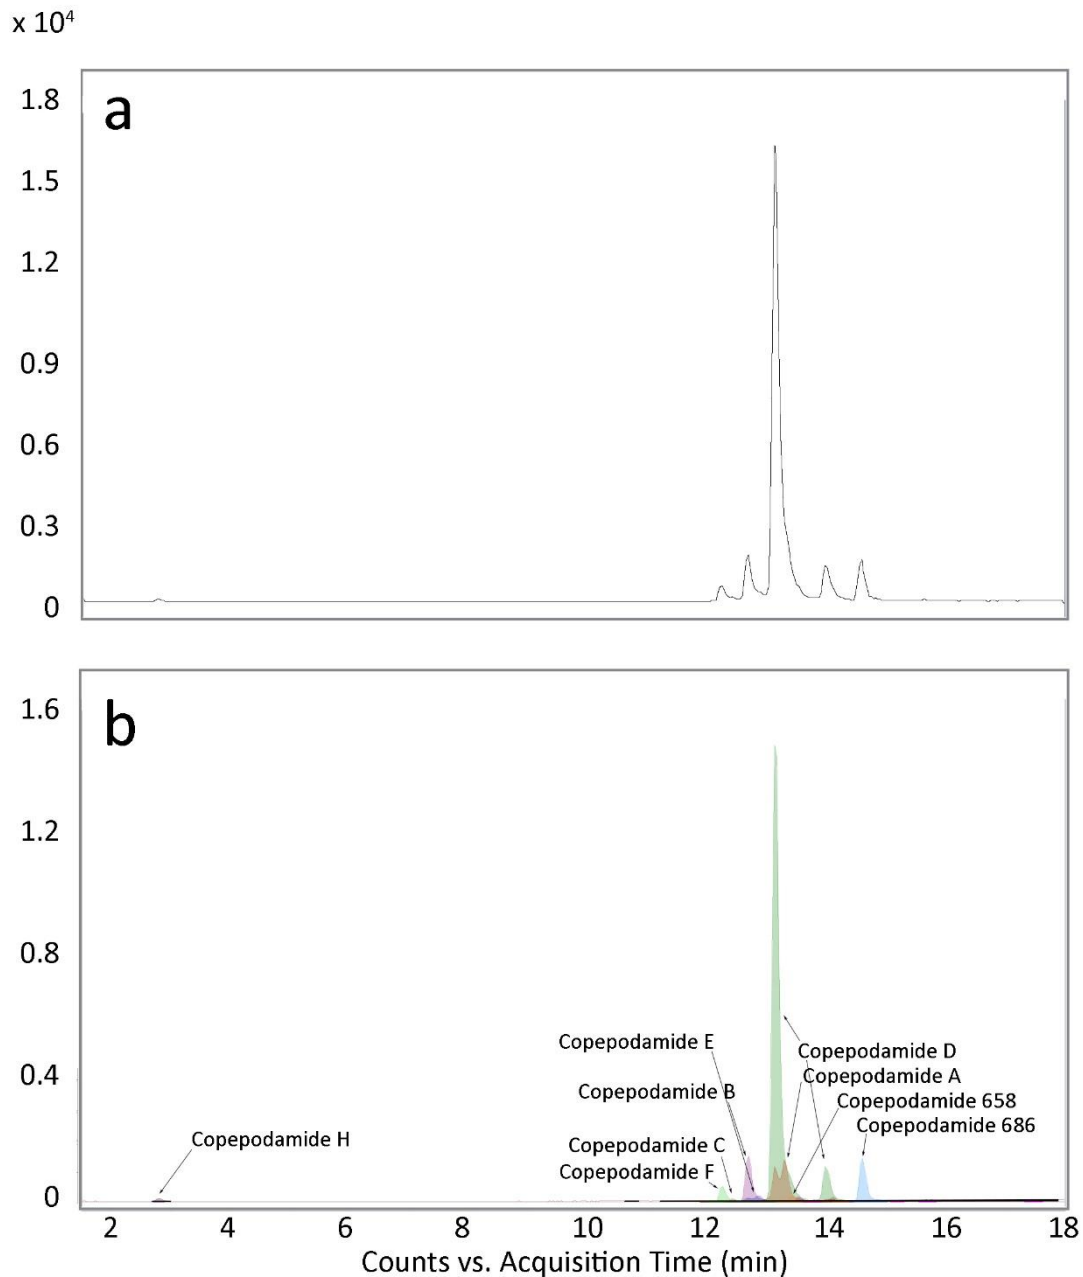 x 10⁴
a
1.8
1.5
1.2
0.9
0.6
0.3
0
b
1.6
1.2
0.8
0.4
0
Copepodamide E
Copepodamide D
Copepodamide A
Copepodamide B
Copepodamide 658
Copepodamide 686
Copepodamide H
Copepodamide C
Copepodamide F
2 4 6 8 10 12 14 16 18
Counts vs. Acquisition Time (min)